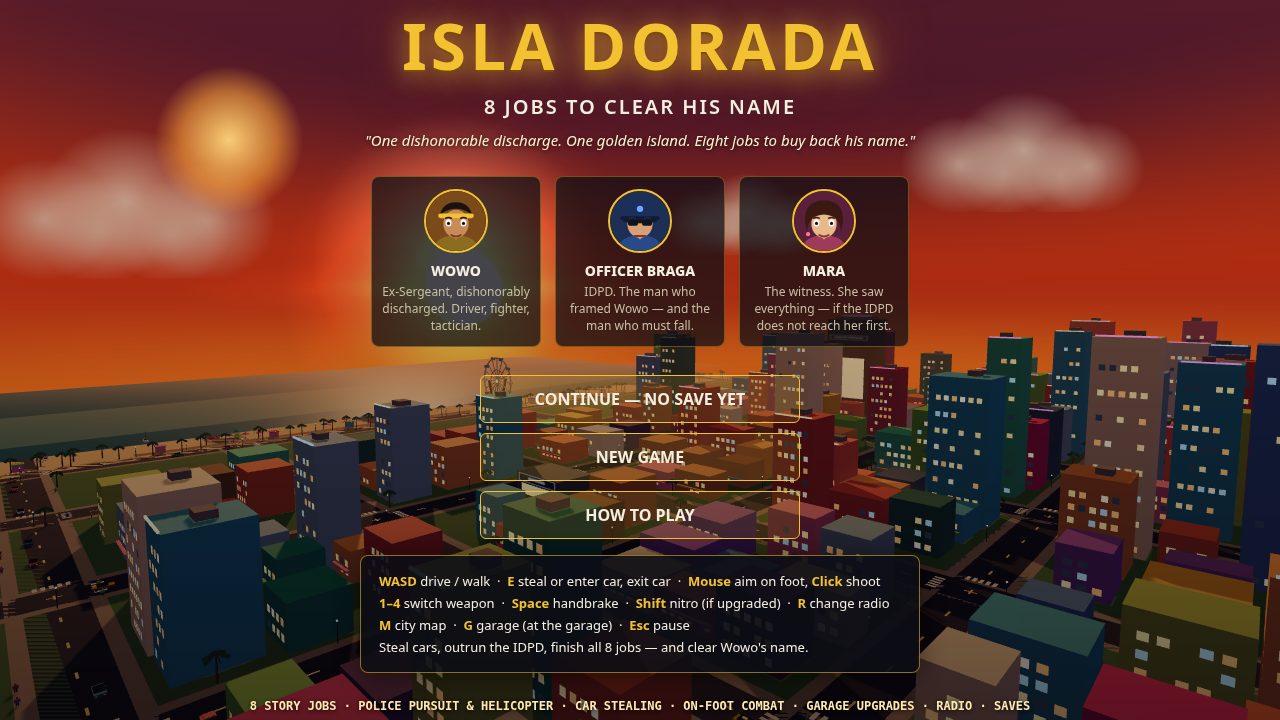 ISLA DORADA
8 JOBS TO CLEAR HIS NAME
"One dishonorable discharge. One golden island. Eight jobs to buy back his name."
WOWO
Ex-Sergeant, dishonorably
discharged. Driver, fighter,
tactician.
OFFICER BRAGA
IDPD. The man who
framed Wowo — and the
man who must fall.
MARA
The witness. She saw
everything — if the IDPD
does not reach her first.
CONTINUE — NO SAVE YET
NEW GAME
HOW TO PLAY
WASD drive / walk · E steal or enter car, exit car · Mouse aim on foot, Click shoot
1–4 switch weapon · Space handbrake · Shift nitro (if upgraded) · R change radio
M city map · G garage (at the garage) · Esc pause
Steal cars, outrun the IDPD, finish all 8 jobs — and clear Wowo's name.
8 STORY JOBS · POLICE PURSUIT & HELICOPTER · CAR STEALING · ON-FOOT COMBAT · GARAGE UPGRADES · RADIO · SAVES